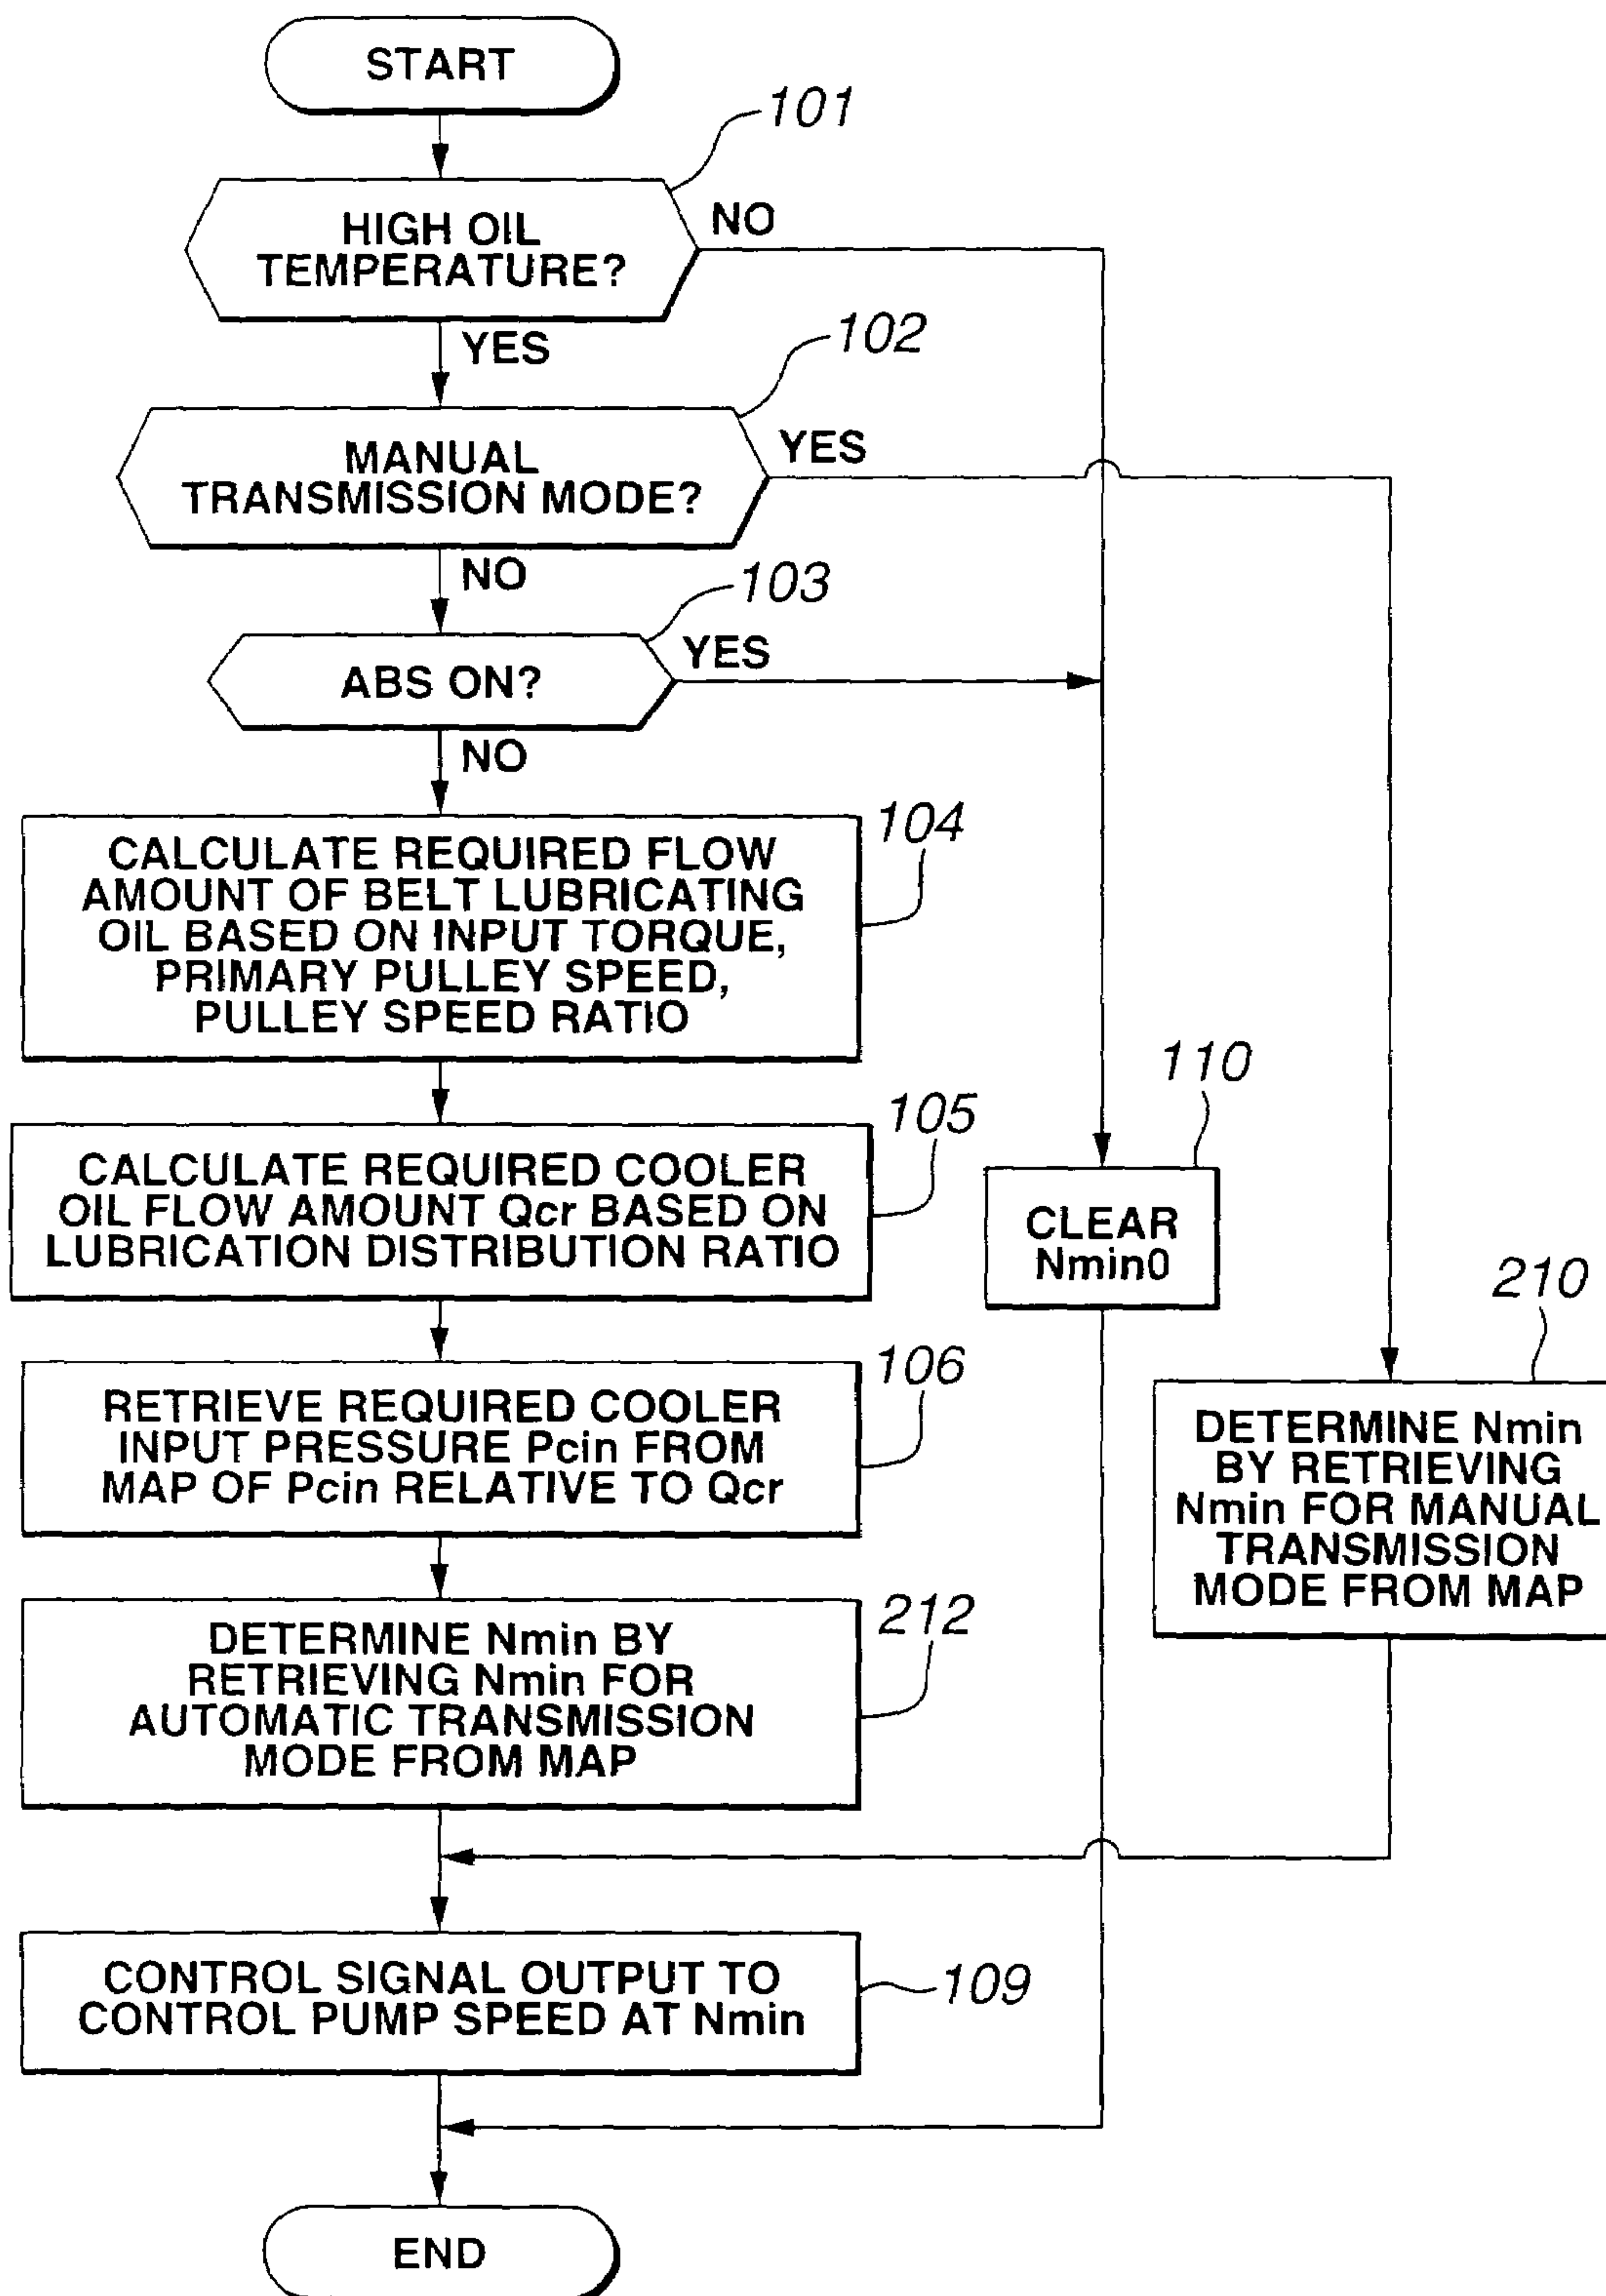 START
101
HIGH OIL
TEMPERATURE?
NO
YES
102
MANUAL
TRANSMISSION MODE?
YES
NO
103
ABS ON?
YES
NO
104
CALCULATE REQUIRED FLOW
AMOUNT OF BELT LUBRICATING
OIL BASED ON INPUT TORQUE,
PRIMARY PULLEY SPEED,
PULLEY SPEED RATIO
105
CALCULATE REQUIRED COOLER
OIL FLOW AMOUNT Qcr BASED ON
LUBRICATION DISTRIBUTION RATIO
110
CLEAR
Nmin0
106
RETRIEVE REQUIRED COOLER
INPUT PRESSURE Pcin FROM
MAP OF Pcin RELATIVE TO Qcr
210
DETERMINE Nmin
BY RETRIEVING
Nmin FOR MANUAL
TRANSMISSION
MODE FROM MAP
212
DETERMINE Nmin BY
RETRIEVING Nmin FOR
AUTOMATIC TRANSMISSION
MODE FROM MAP
CONTROL SIGNAL OUTPUT TO
CONTROL PUMP SPEED AT Nmin
109
END